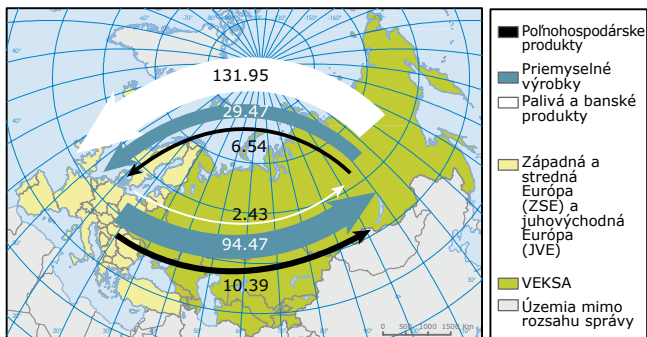 131.95
29.47
6.54
2.43
94.47
10.39
0 500 1000 1500 Km
Poľnohospodárske
produkty
Priemyselné
výrobky
Palivá a banské
produkty
Západná a
stredná
Európa
(ZSE) a
juhovýchodná
Európa
(JVE)
VEKSA
Územia mimo
rozsahu správy